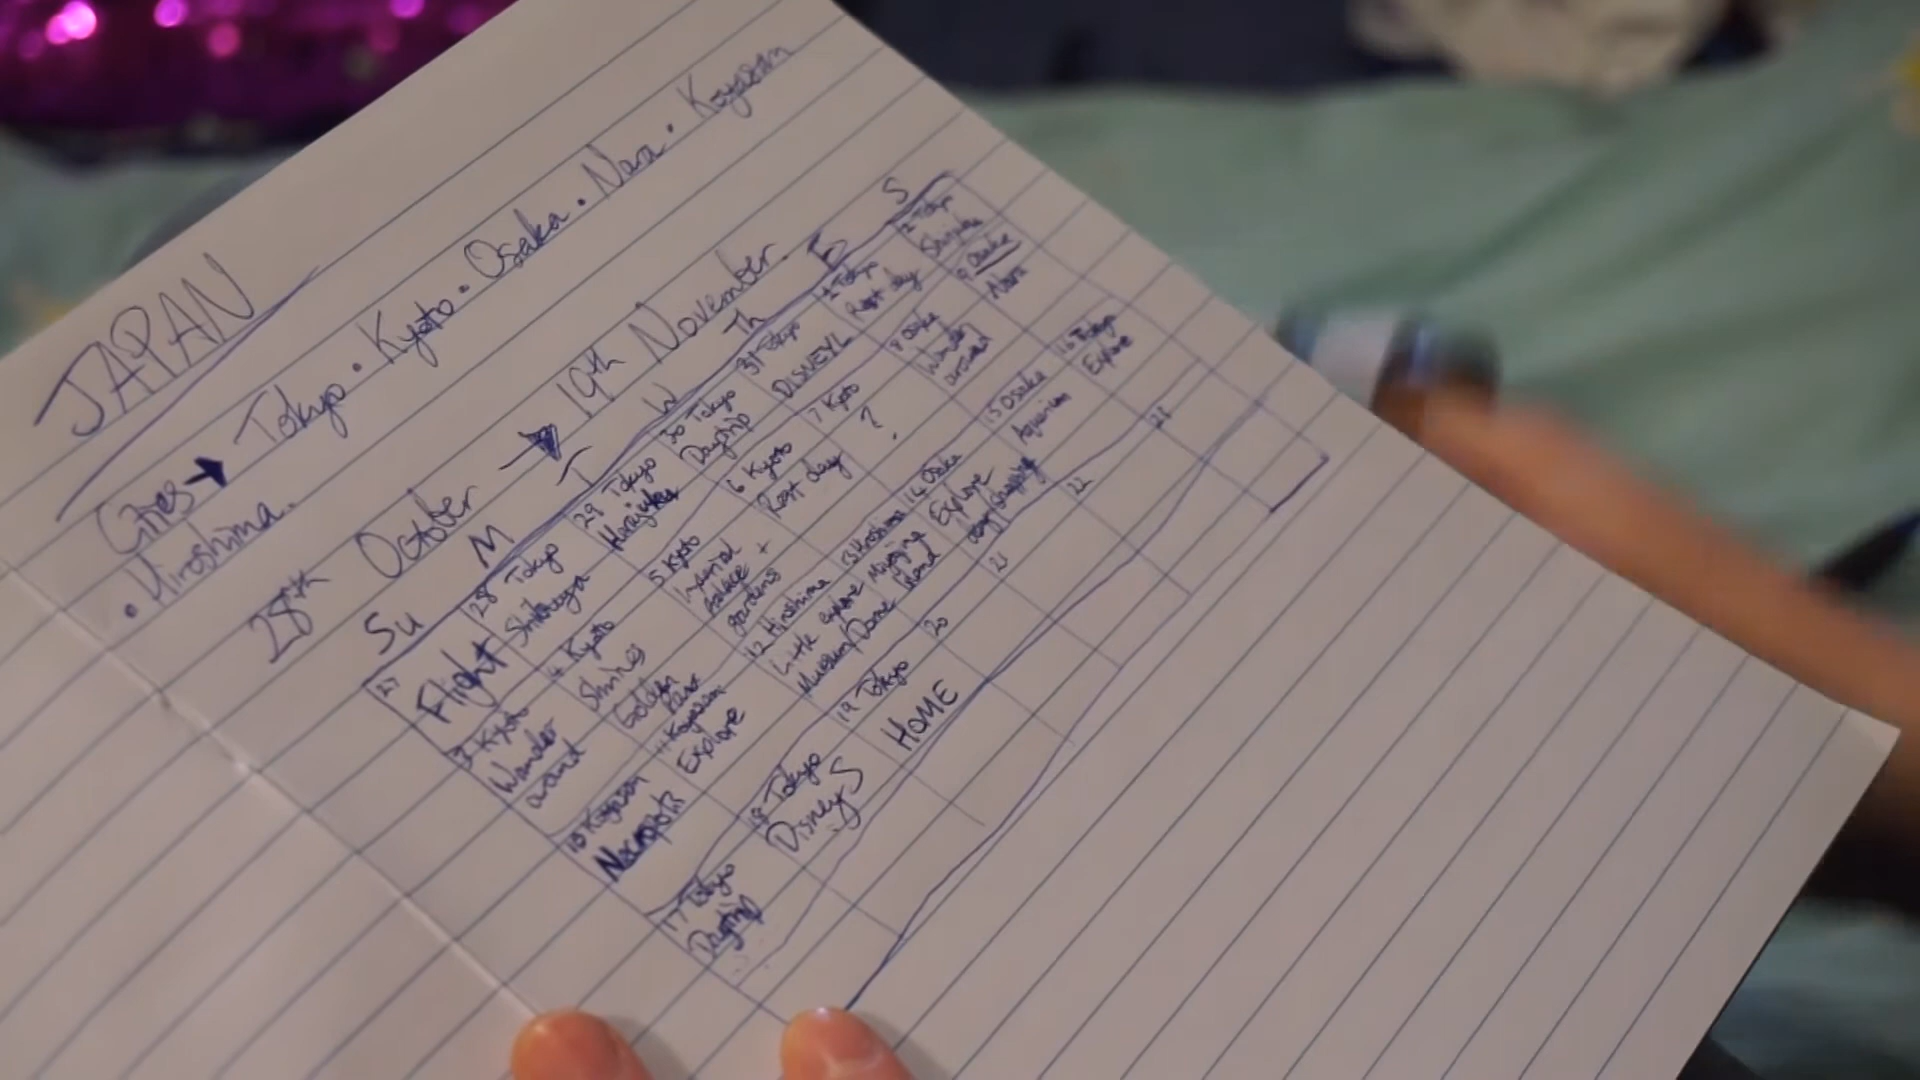 JAPAN
Cities → Tokyo • Kyoto • Osaka • Nara • Koyasan
• Hiroshima.
28th October → 19th November.
Su M T W Th F S
27 Flight
28 Tokyo
29 Tokyo Harajuku
30 Tokyo Daytrip
31 Tokyo DISNEYL
1 Tokyo Rest day
2 Tokyo
3 Kyoto Wander around
4 Kyoto Shrines Golden
5 Kyoto Imperial palace + gardens
6 Kyoto Rest day
7 Kyoto ?
8 Osaka Wander around
9 Osaka Nara
10 Koyasan Necropolis
11 Koyasan Explore
12 Hiroshima Little explore Museum/Dome
13 Hiroshima Island
14 Osaka Explore shopping
15 Osaka Aquarium
16 Tokyo Explore
17 Tokyo Daytrip
18 Tokyo DisneyS
19 Tokyo HOME
20
21
22
23